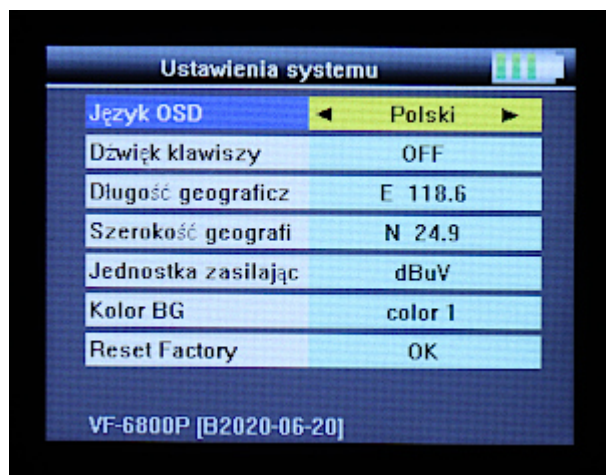 Ustawienia systemu
Język OSD ◄ Polski ►
Dźwięk klawiszy OFF
Długość geograficz E 118.6
Szerokość geografi N 24.9
Jednostka zasilając dBuV
Kolor BG color 1
Reset Factory OK
VF-6800P [B2020-06-20]